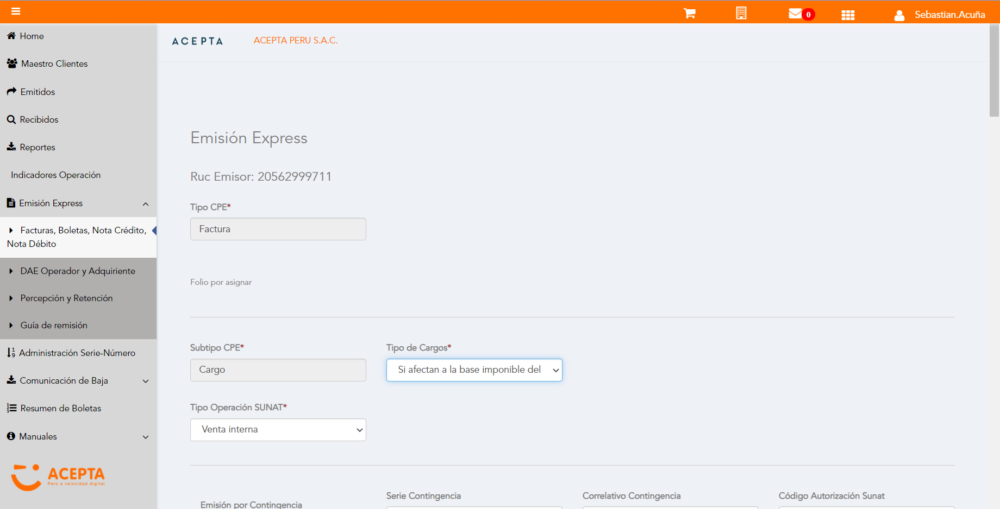 0
Sebastian.Acuña
Home
Maestro Clientes
Emitidos
Recibidos
Reportes
Indicadores Operación
Emisión Express
Facturas, Boletas, Nota Crédito,
Nota Débito
DAE Operador y Adquiriente
Percepción y Retención
Guía de remisión
Administración Serie-Número
Comunicación de Baja
Resumen de Boletas
Manuales
ACEPTA
Perú a velocidad digital
ACEPTA
ACEPTA PERU S.A.C.
Emisión Express
Ruc Emisor: 20562999711
Tipo CPE*
Factura
Folio por asignar
Subtipo CPE*
Tipo de Cargos*
Cargo
Si afectan a la base imponible del
Tipo Operación SUNAT*
Venta interna
Emisión por Contingencia
Serie Contingencia
Correlativo Contingencia
Código Autorización Sunat